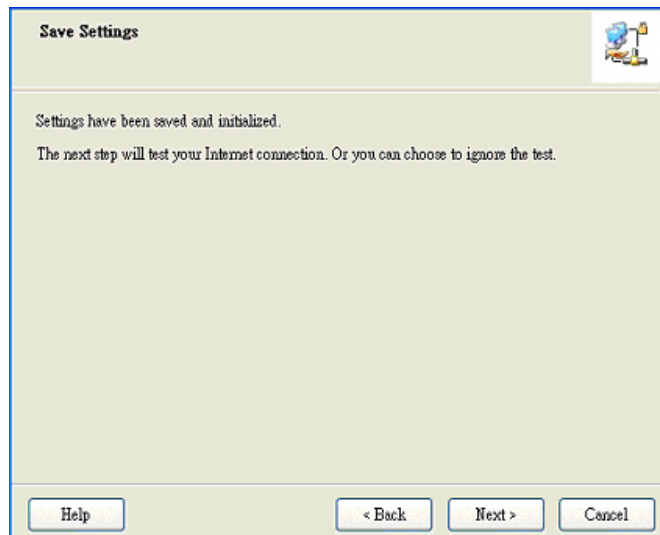 Save Settings
Settings have been saved and initialized.
The next step will test your Internet connection. Or you can choose to ignore the test.
Help
< Back
Next >
Cancel